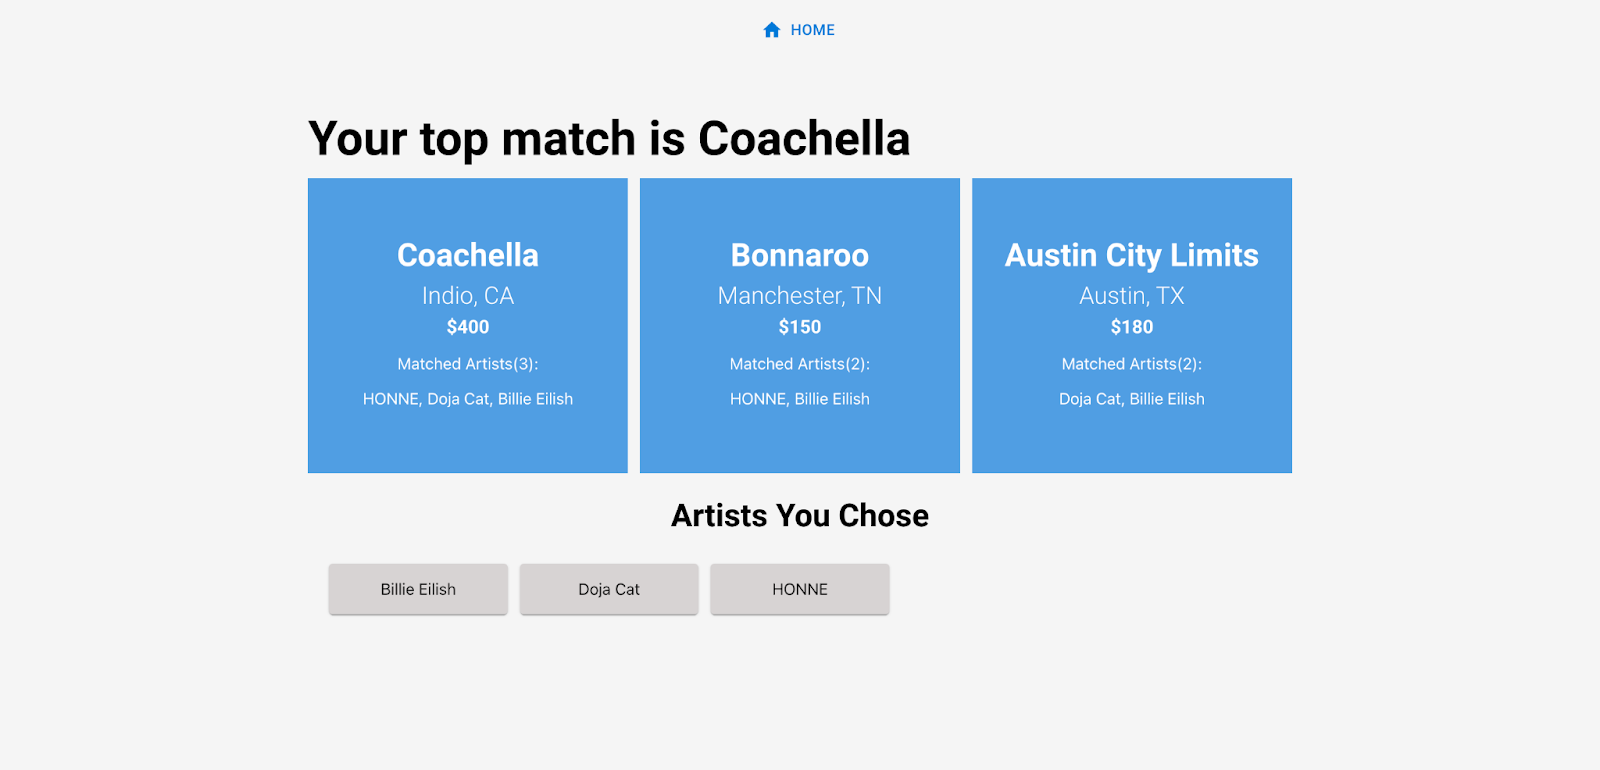 HOME
Your top match is Coachella
Coachella
Indio, CA
$400
Matched Artists(3):
HONNE, Doja Cat, Billie Eilish
Bonnaroo
Manchester, TN
$150
Matched Artists(2):
HONNE, Billie Eilish
Austin City Limits
Austin, TX
$180
Matched Artists(2):
Doja Cat, Billie Eilish
Artists You Chose
Billie Eilish
Doja Cat
HONNE